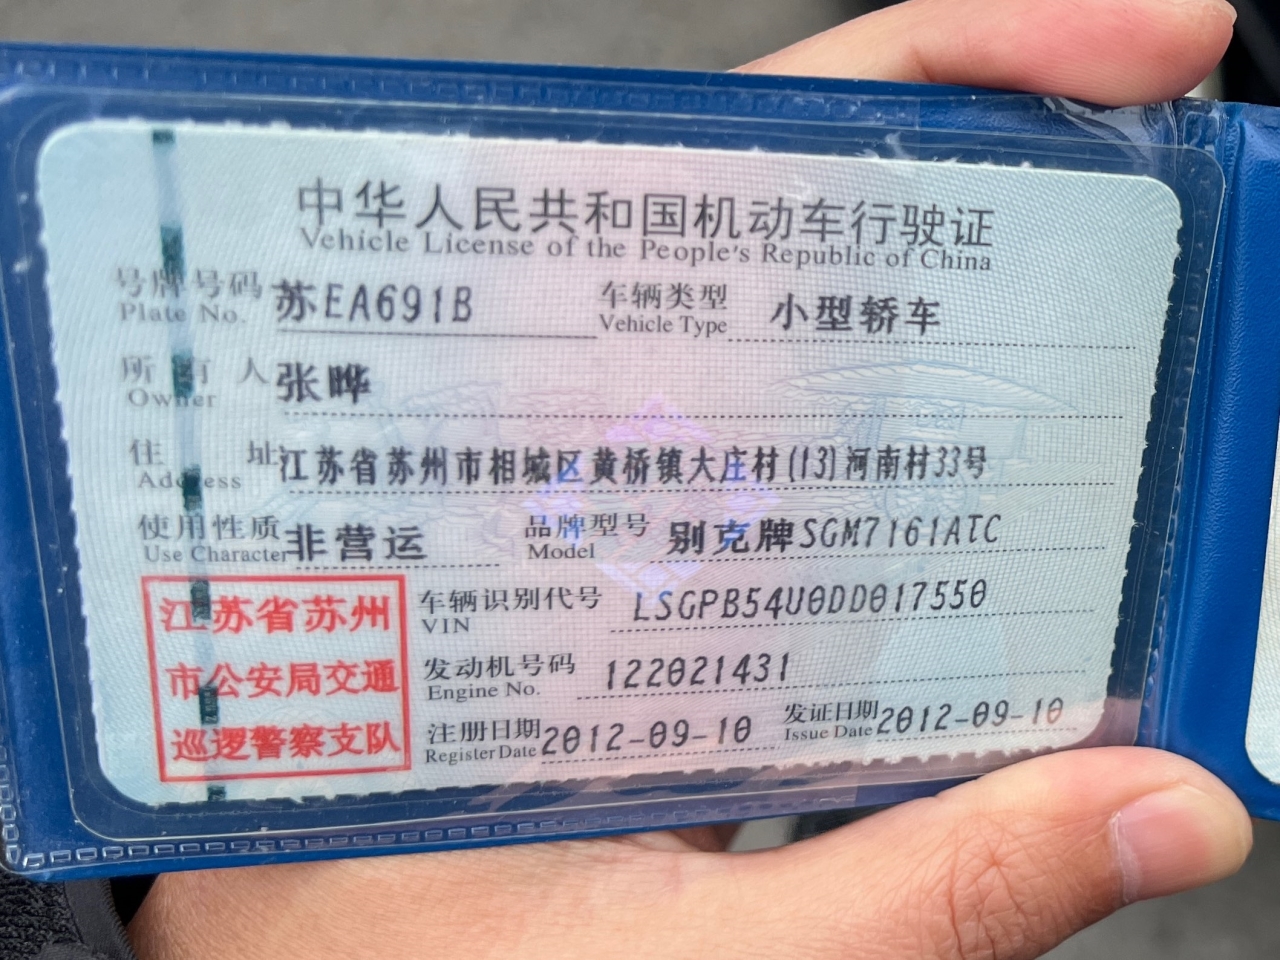 中华人民共和国机动车行驶证
Vehicle License of the People's Republic of China
号牌号码 苏EA691B 车辆类型 小型轿车
Plate No. Vehicle Type
所有人 张晔
Owner
住址 江苏省苏州市相城区黄桥镇大庄村(13)河南村33号
Address
使用性质 非营运 品牌型号 别克牌SGM7161ATC
Use Character Model
江苏省苏州
市公安局交通
巡逻警察支队
车辆识别代号 LSGPB54U0DD017550
VIN
发动机号码 122021431
Engine No.
注册日期 2012-09-10 发证日期 2012-09-10
Register Date Issue Date